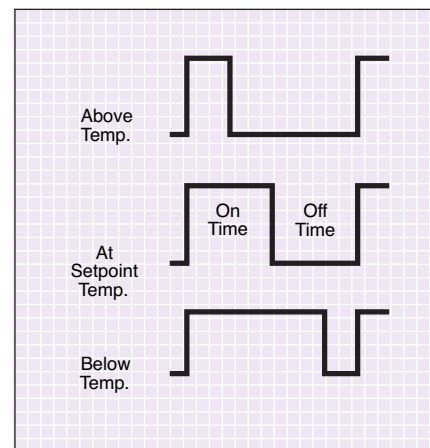 Above
Temp.
On
Time
Off
Time
At
Setpoint
Temp.
Below
Temp.